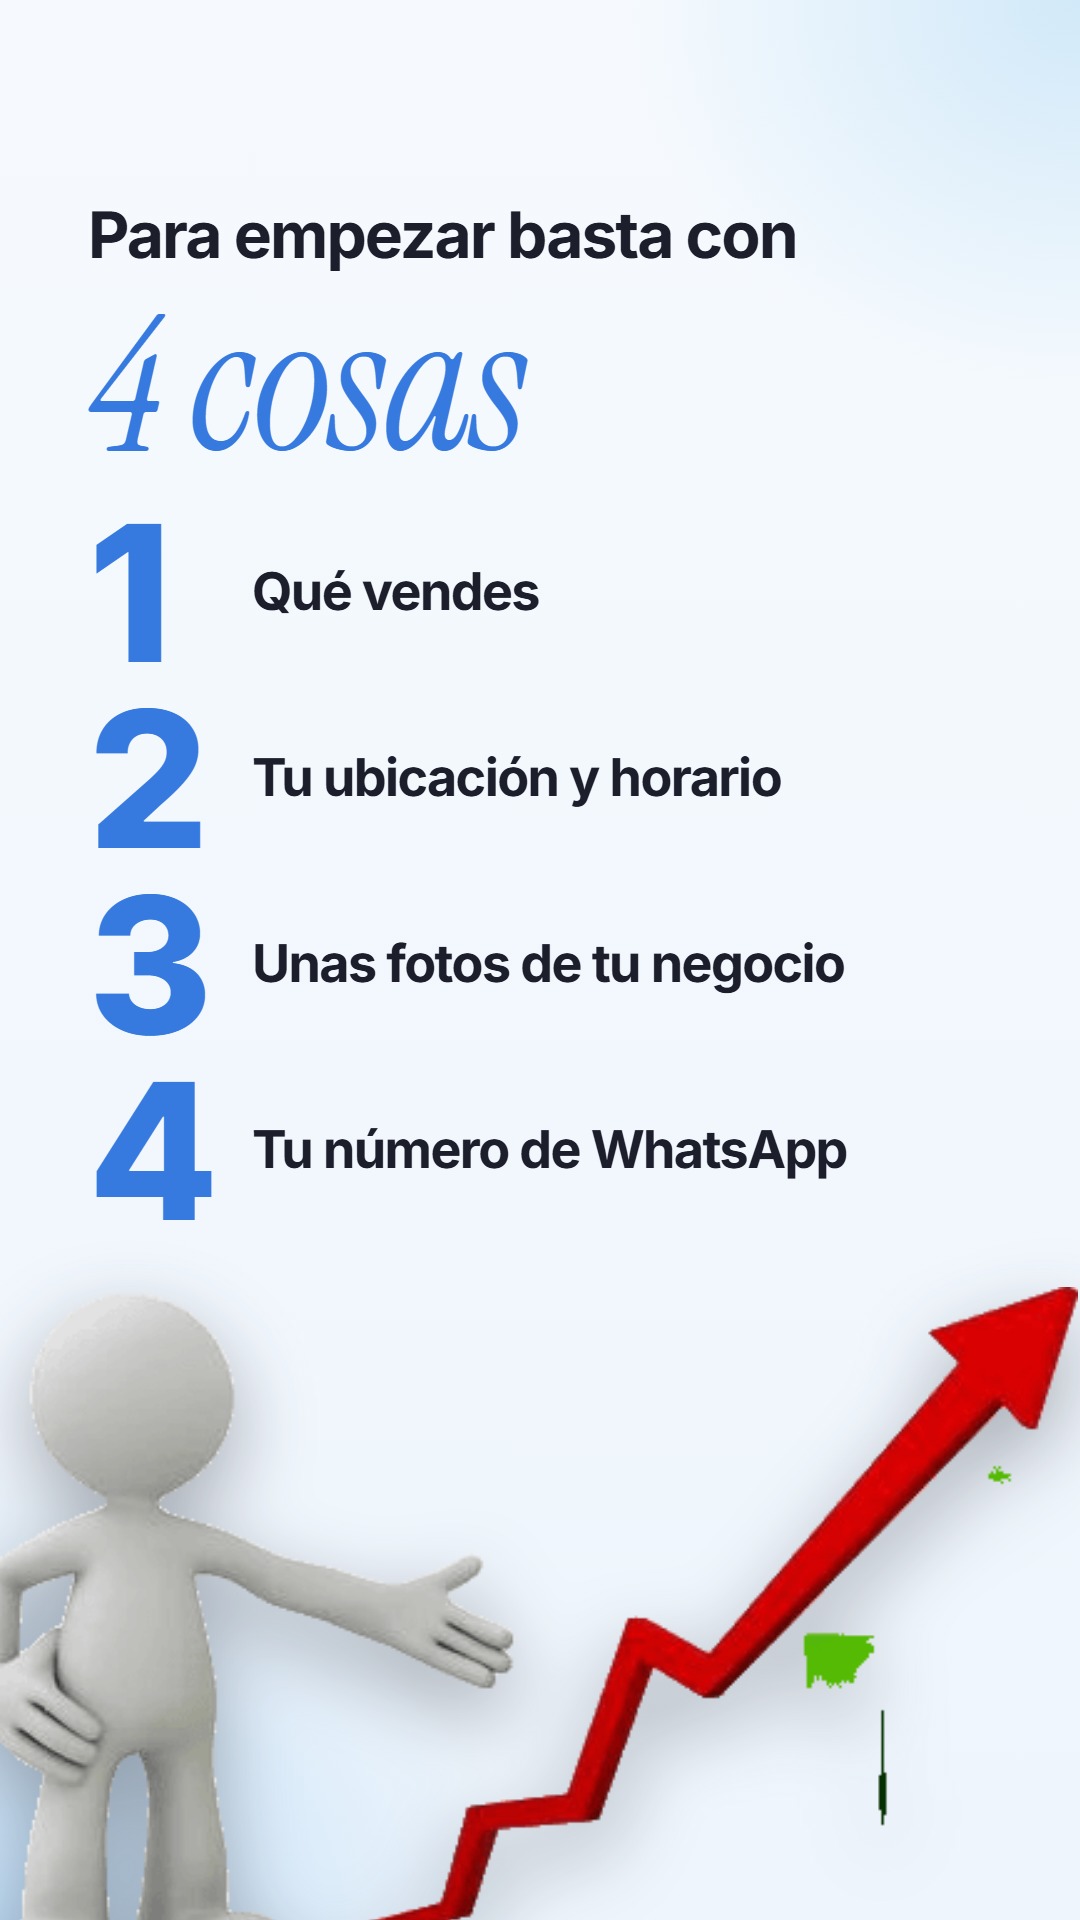 Para empezar basta con
4 cosas
1 Qué vendes
2 Tu ubicación y horario
3 Unas fotos de tu negocio
4 Tu número de WhatsApp